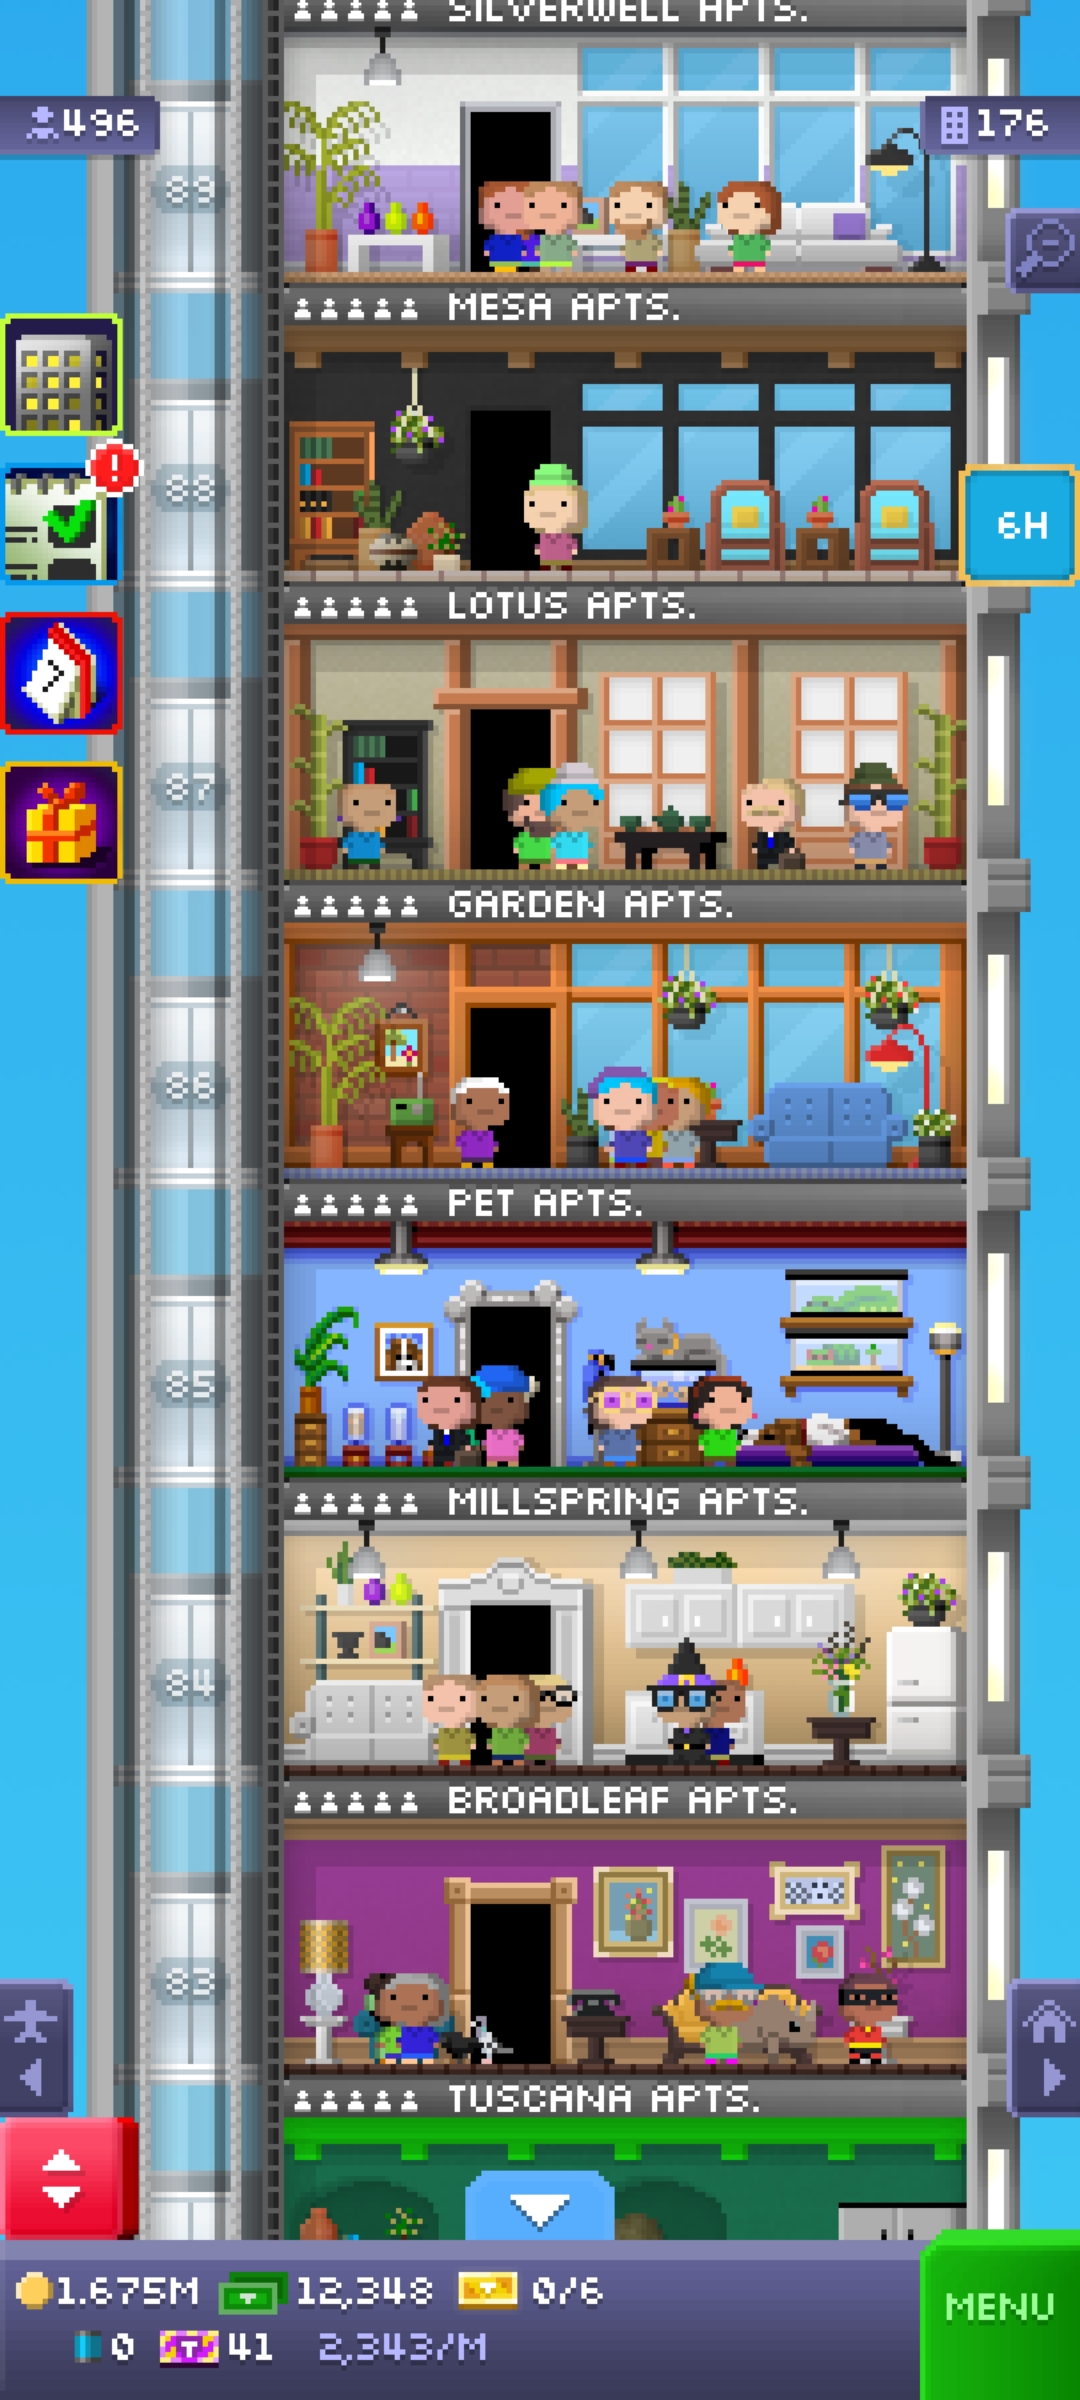 SILVERWELL APTS.
496
176
89
MESA APTS.
88
6H
LOTUS APTS.
7
87
GARDEN APTS.
86
PET APTS.
85
MILLSPRING APTS.
84
BROADLEAF APTS.
83
TUSCANA APTS.
1.675M 12,348 0/6
0 41 2,343/M
MENU